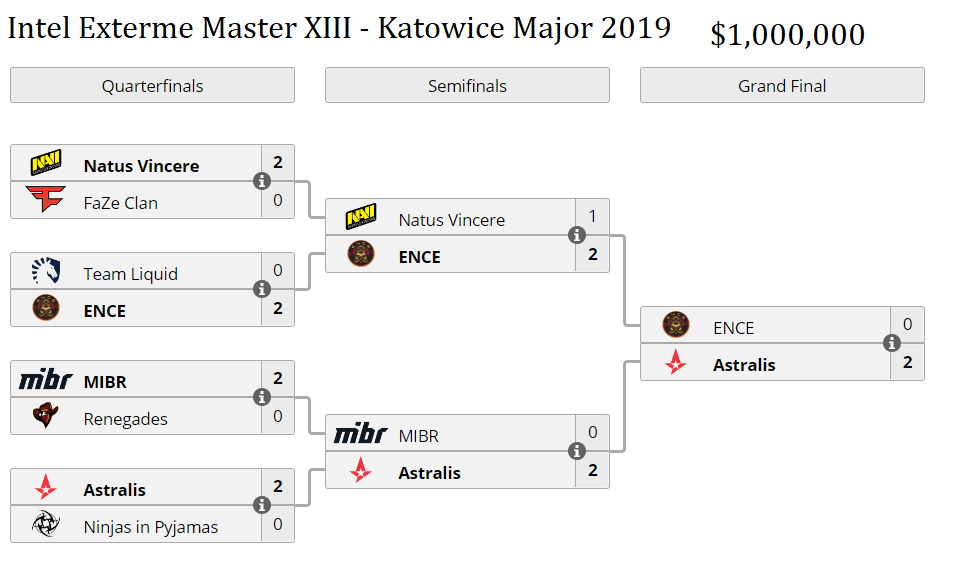 Intel Exterme Master XIII - Katowice Major 2019 $1,000,000
Quarterfinals Semifinals Grand Final
NAVI Natus Vincere 2
FaZe Clan 0
Team Liquid 0
ENCE 2
mibr MIBR 2
Renegades 0
Astralis 2
Ninjas in Pyjamas 0
NAVI Natus Vincere 1
ENCE 2
mibr MIBR 0
Astralis 2
ENCE 0
Astralis 2